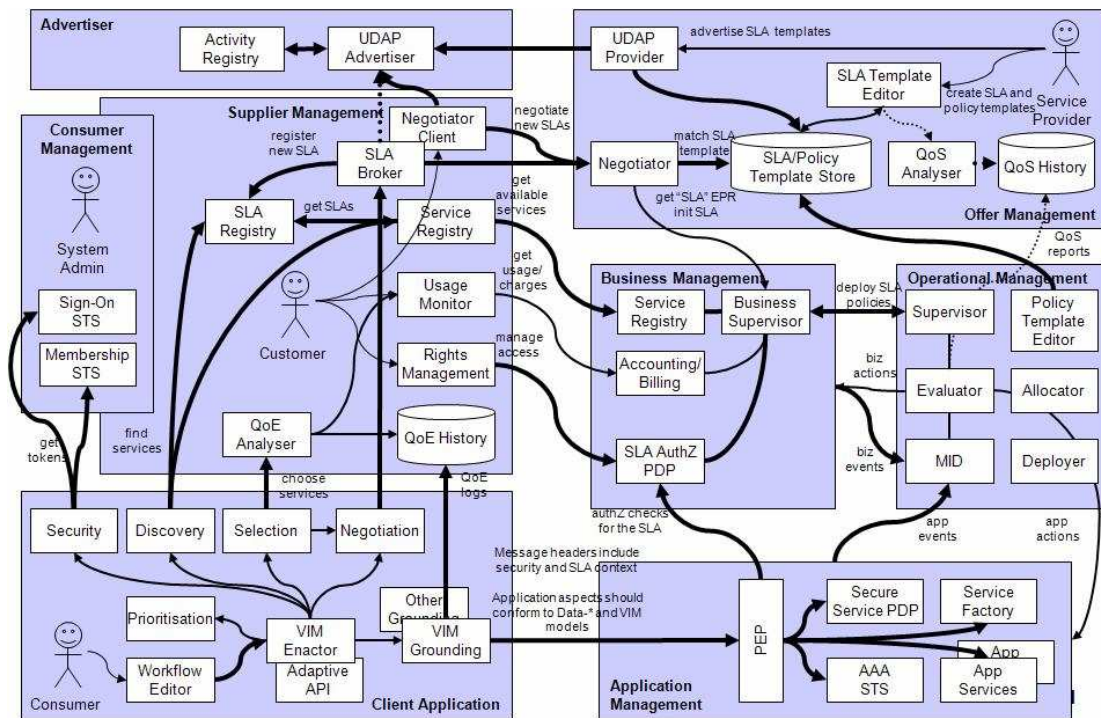 Advertiser
Activity
Registry
UDAP
Advertiser
UDAP
Provider
advertise SLA templates
SLA Template
Editor
create SLA and
policy templates
Service
Provider
Supplier Management
Consumer
Management
register
new SLA
Negotiator
Client
negotiate
new SLAs
SLA
Broker
Negotiator
match SLA
template
SLA/Policy
Template Store
QoS
Analyser
QoS History
get "SLA" EPR
init SLA
Offer Management
System
Admin
SLA
Registry
get SLAs
Service
Registry
get
available
services
QoS
reports
Sign-On
STS
Membership
STS
Customer
Usage
Monitor
get
usage/
charges
Rights
Management
manage
access
Business Management
Service
Registry
Business
Supervisor
deploy SLA
policies
Operational Management
Supervisor
Policy
Template
Editor
Accounting/
Billing
biz
actions
Evaluator
Allocator
get
tokens
find
services
QoE
Analyser
QoE History
SLA AuthZ
PDP
biz
events
MID
Deployer
choose
services
QoE
logs
authZ checks
for the SLA
app
events
app
actions
Security
Discovery
Selection
Negotiation
Message headers include
security and SLA context
Application aspects should
conform to Data-* and VIM
models
Prioritisation
VIM
Enactor
Other
Grounding
VIM
Grounding
Workflow
Editor
Adaptive
API
Consumer
Client Application
PEP
Secure
Service PDP
Service
Factory
AAA
STS
App
App
Services
Application
Management